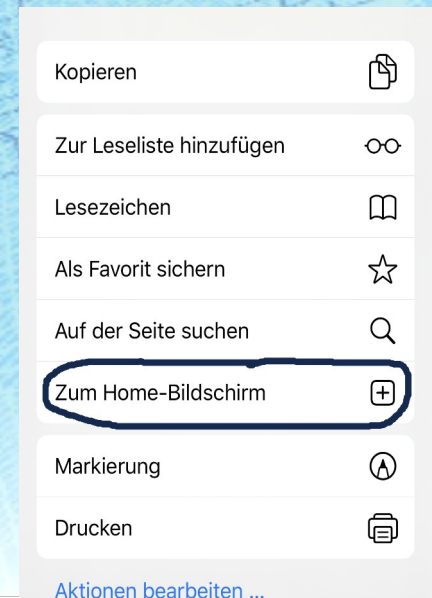 Kopieren
Zur Leseliste hinzufügen
Lesezeichen
Als Favorit sichern
Auf der Seite suchen
Zum Home-Bildschirm
Markierung
Drucken
Aktionen bearbeiten ...